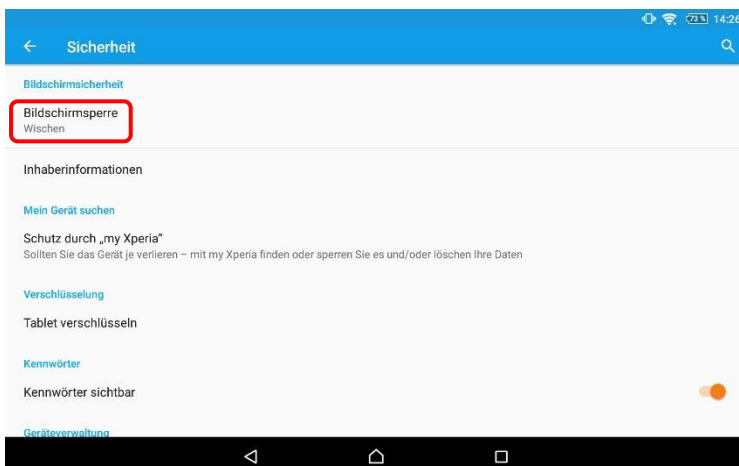 73% 14:26
Sicherheit
Bildschirmsicherheit
Bildschirmsperre
Wischen
Inhaberinformationen
Mein Gerät suchen
Schutz durch „my Xperia“
Sollten Sie das Gerät je verlieren – mit my Xperia finden oder sperren Sie es und/oder löschen Ihre Daten
Verschlüsselung
Tablet verschlüsseln
Kennwörter
Kennwörter sichtbar
Geräteverwaltung